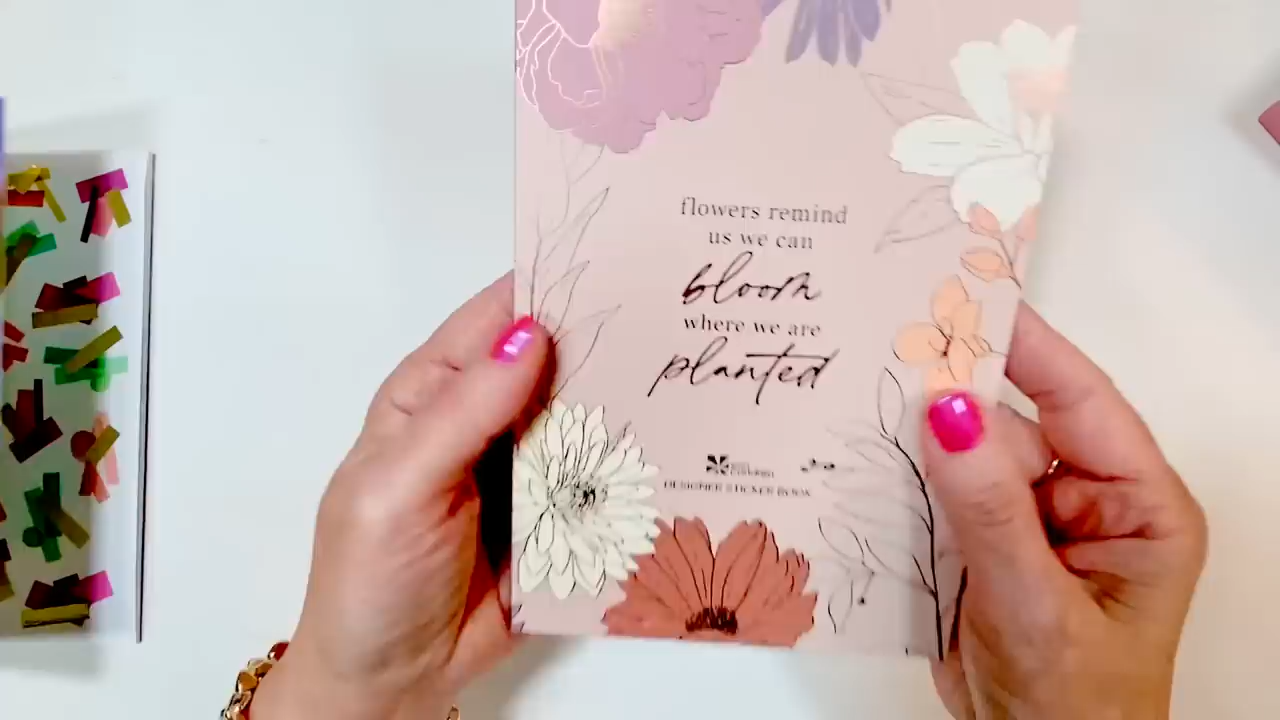 flowers remind
us we can
bloom
where we are
planted
DESIGNER STICKER BOOK